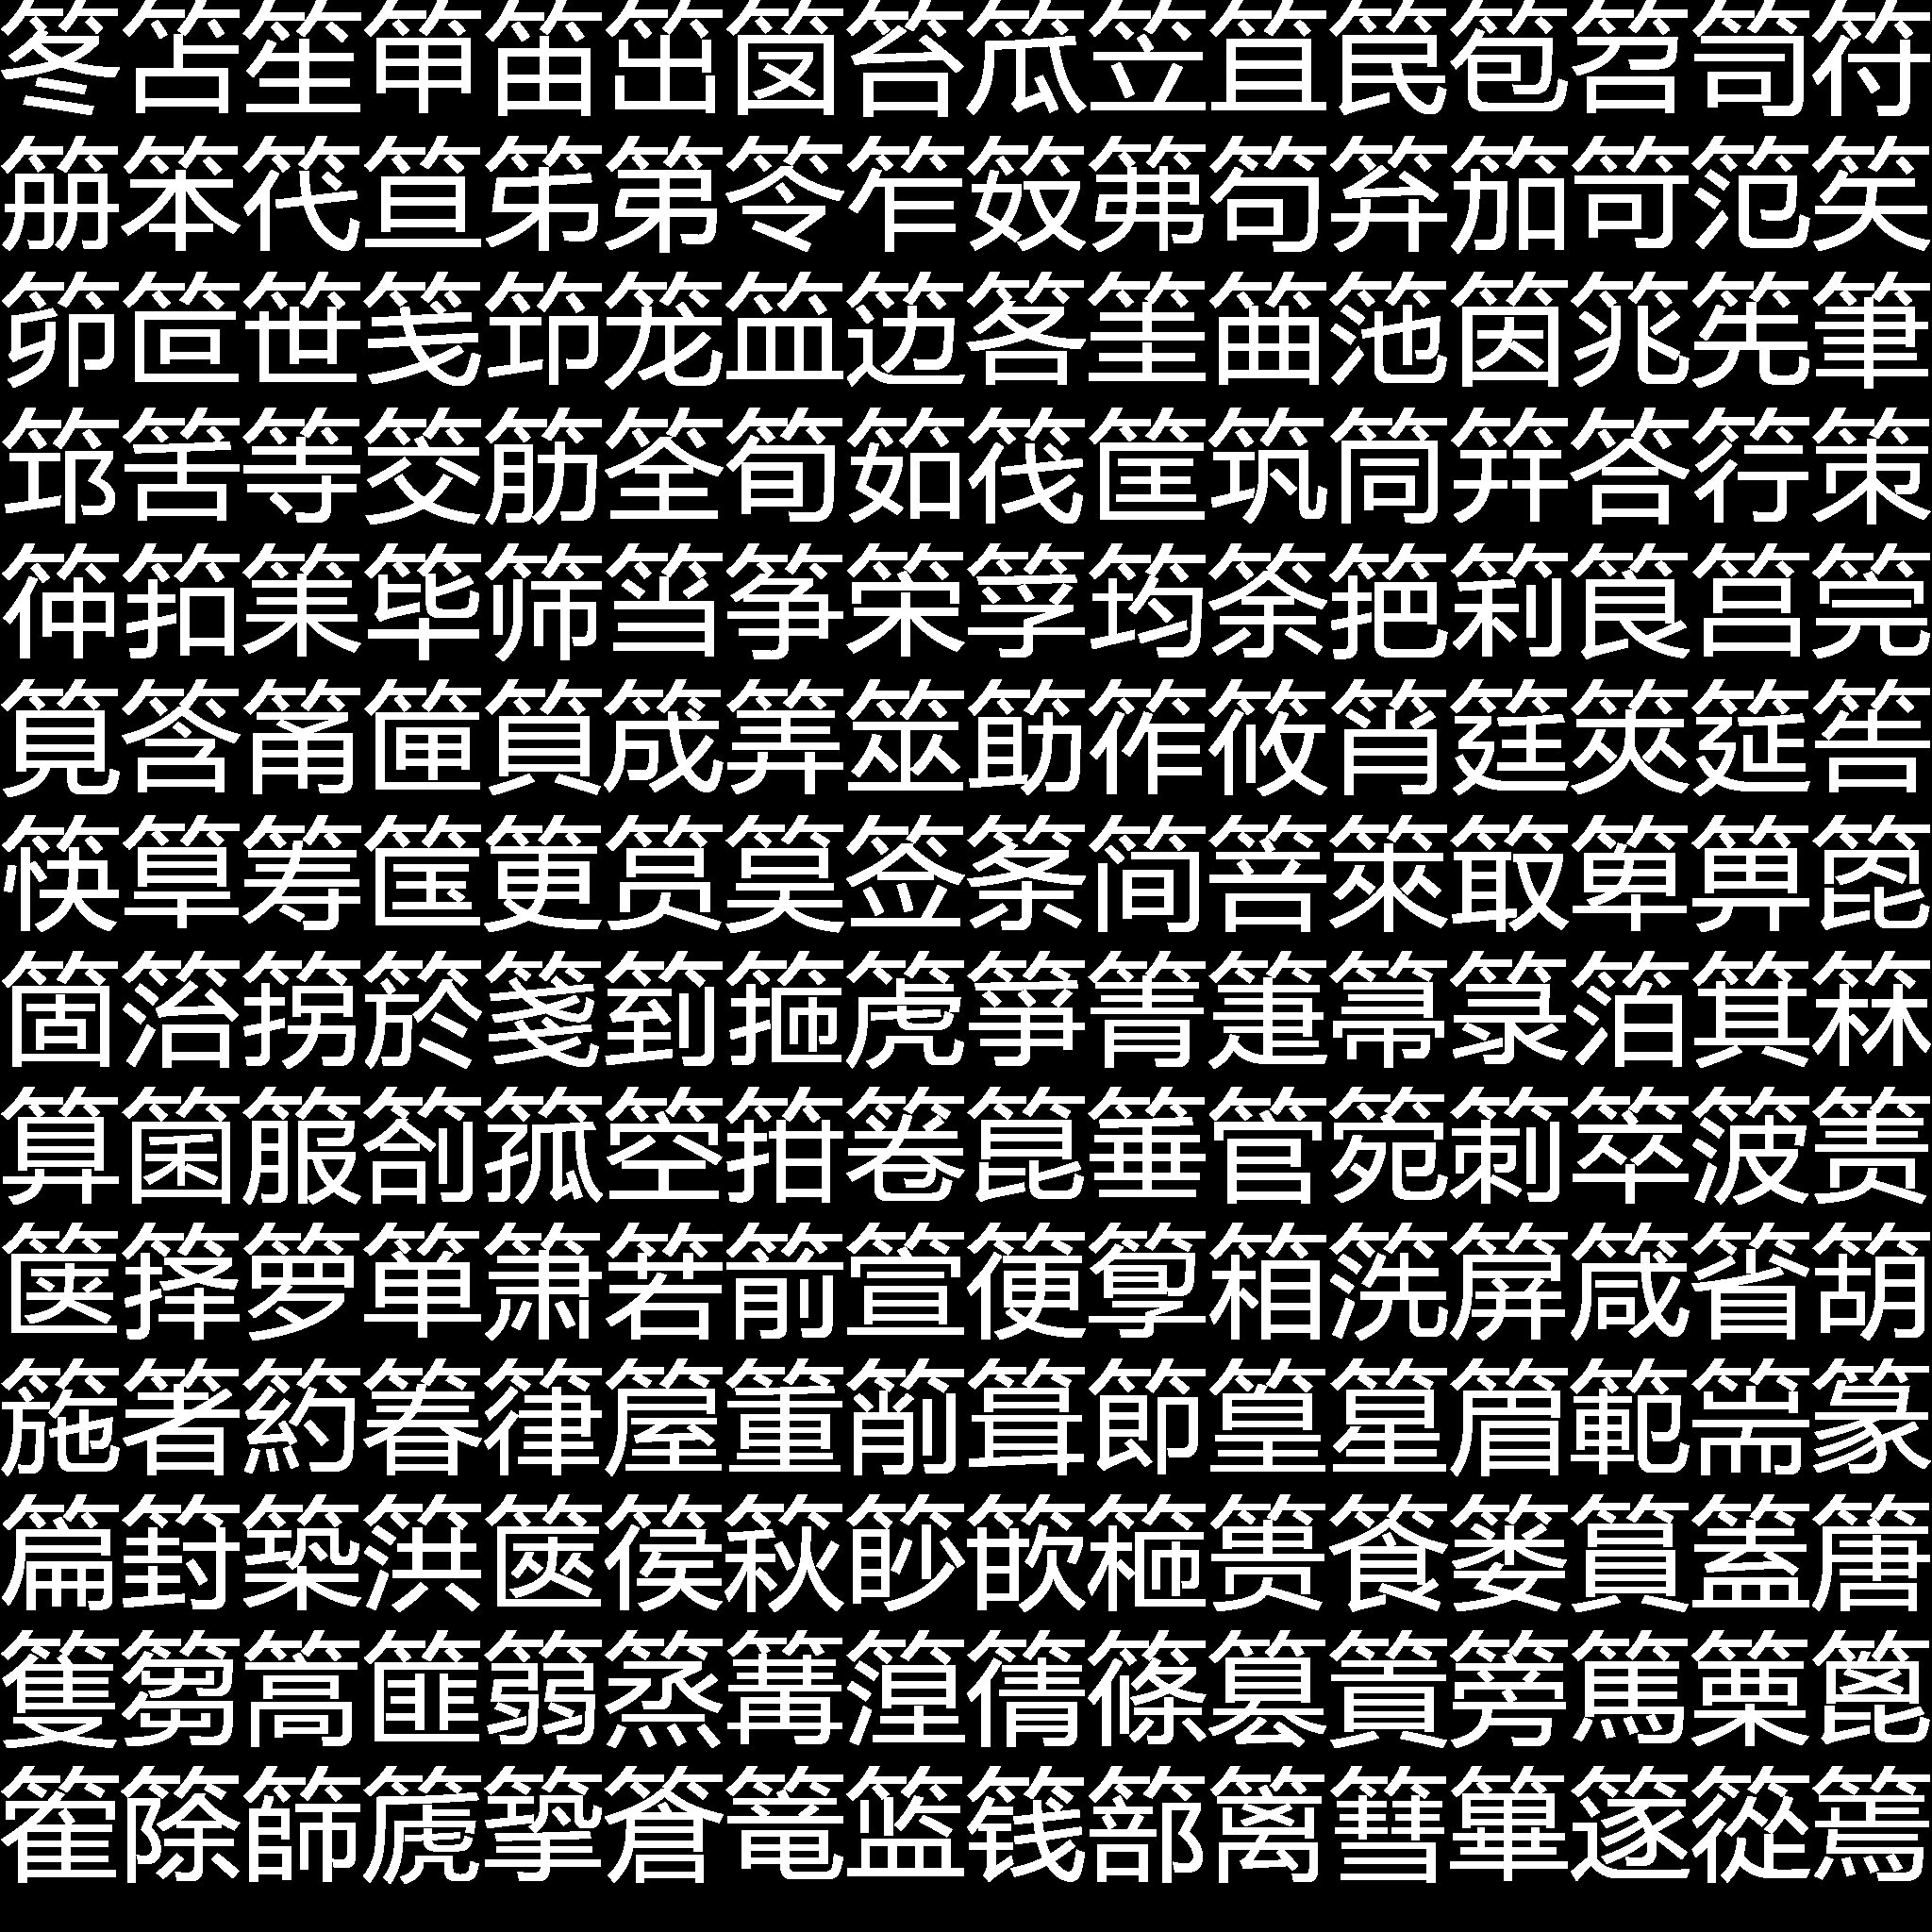 笗笘笙笚笛笜笝笞笟笠笡笢笣笤笥符
笧笨笩笪笫第笭笮笯笰笱笲笳笴笵笶
笷笸笹笺笻笼笽笾筀筁筂筃筄筅筆
筇筈等筊筋筌筍筎筏筐筑筒筓答筕策
筗筘筙筚筛筜筝筞筟筠筡筢筣筤筥筦
筧筨筩筪筫筬筭筮筯筰筱筲筳筴筵筶
筷筸筹筺筻筼筽签筿简箁箂箃箄箅箆
箇箈箉箊箋箌箍箎箏箐箑箒箓箔箕箖
算箘箙箚箛箜箝箞箟箠管箢箣箤箥箦
箧箨箩箪箫箬箭箮箯箰箱箲箳箴箵箶
箷箸箹箺箻箼箽箾箿節篁篂篃範篅篆
篇篈築篊篋篌篍篎篏篐篑篒篓篔篕篖
篗篘篙篚篛篜篝篞篟篠篡篢篣篤篥篦
篧篨篩篪篫篬篭篮篯篰篱篲篳篴篵篶